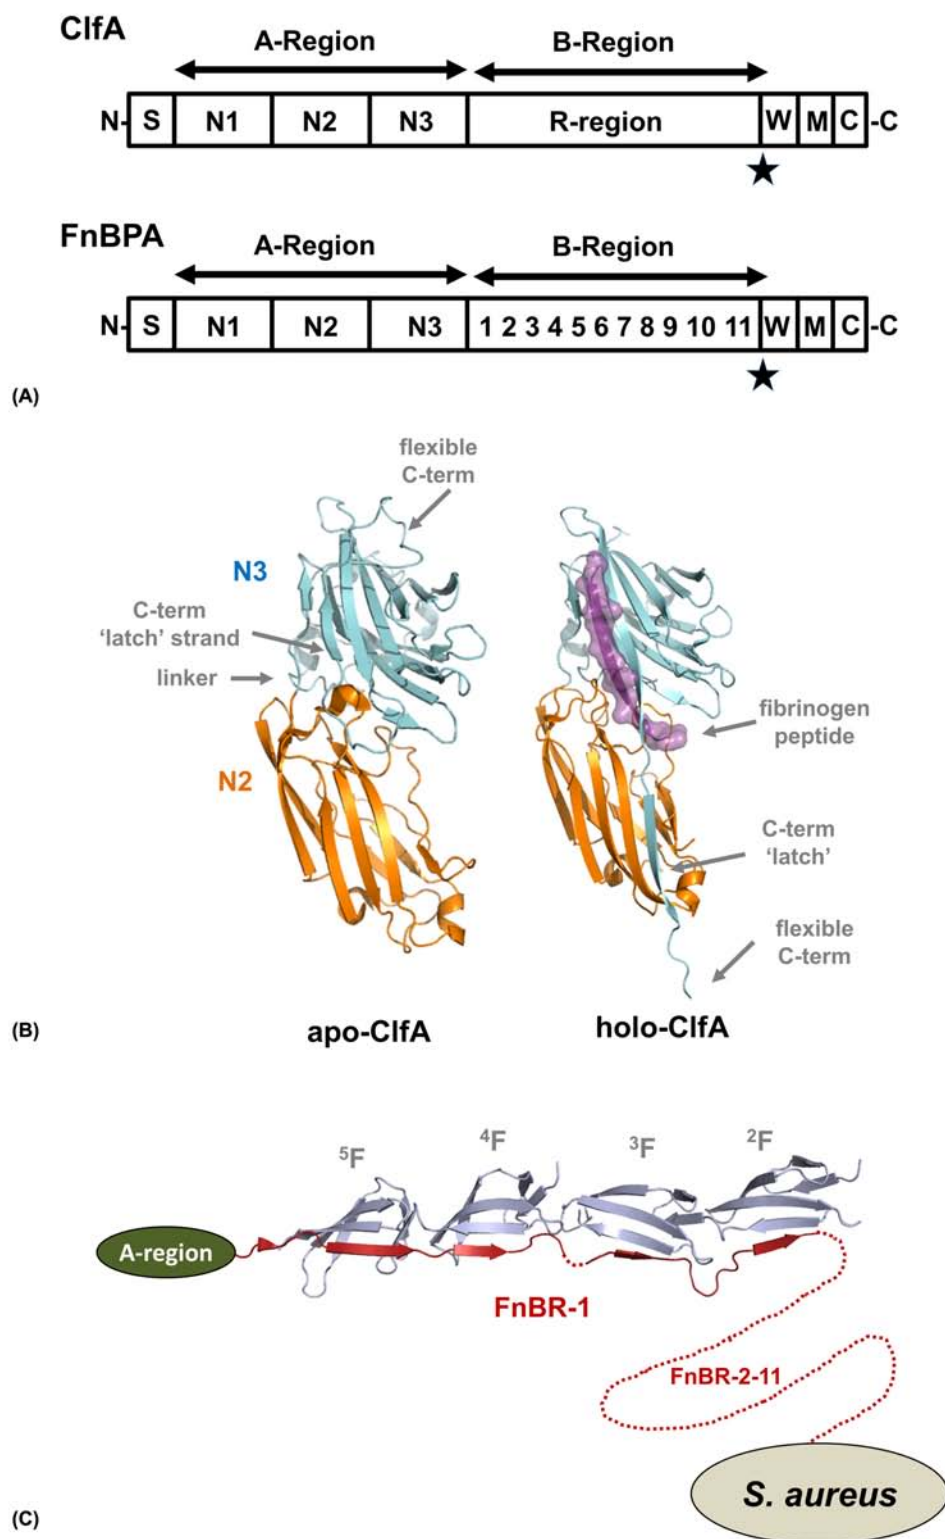 ClfA
A-Region
B-Region
N- S N1 N2 N3 R-region W M C -C
FnBPA
A-Region
B-Region
N- S N1 N2 N3 1 2 3 4 5 6 7 8 9 10 11 W M C -C
(A)
flexible
C-term
N3
C-term
'latch' strand
linker
N2
fibrinogen
peptide
C-term
'latch'
flexible
C-term
apo-ClfA
holo-ClfA
(B)
5F
4F
3F
2F
A-region
FnBR-1
FnBR-2-11
S. aureus
(C)